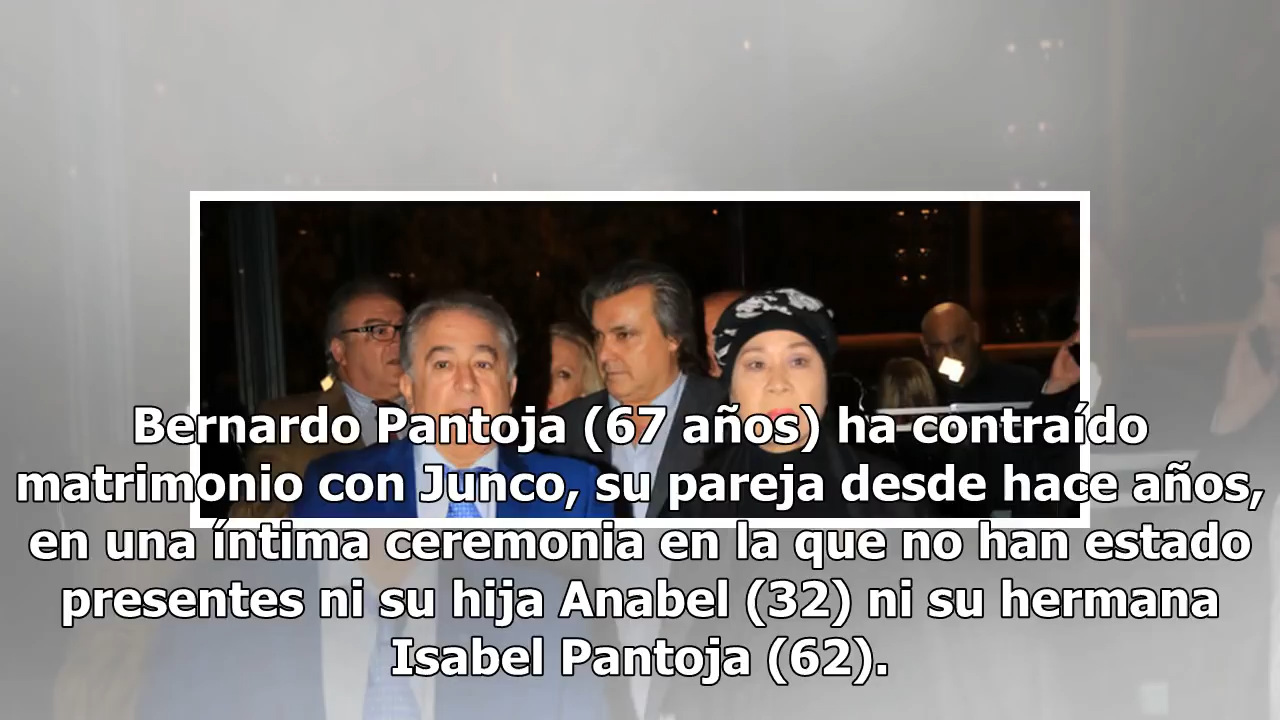 Bernardo Pantoja (67 años) ha contraído
matrimonio con Junco, su pareja desde hace años,
en una íntima ceremonia en la que no han estado
presentes ni su hija Anabel (32) ni su hermana
Isabel Pantoja (62).